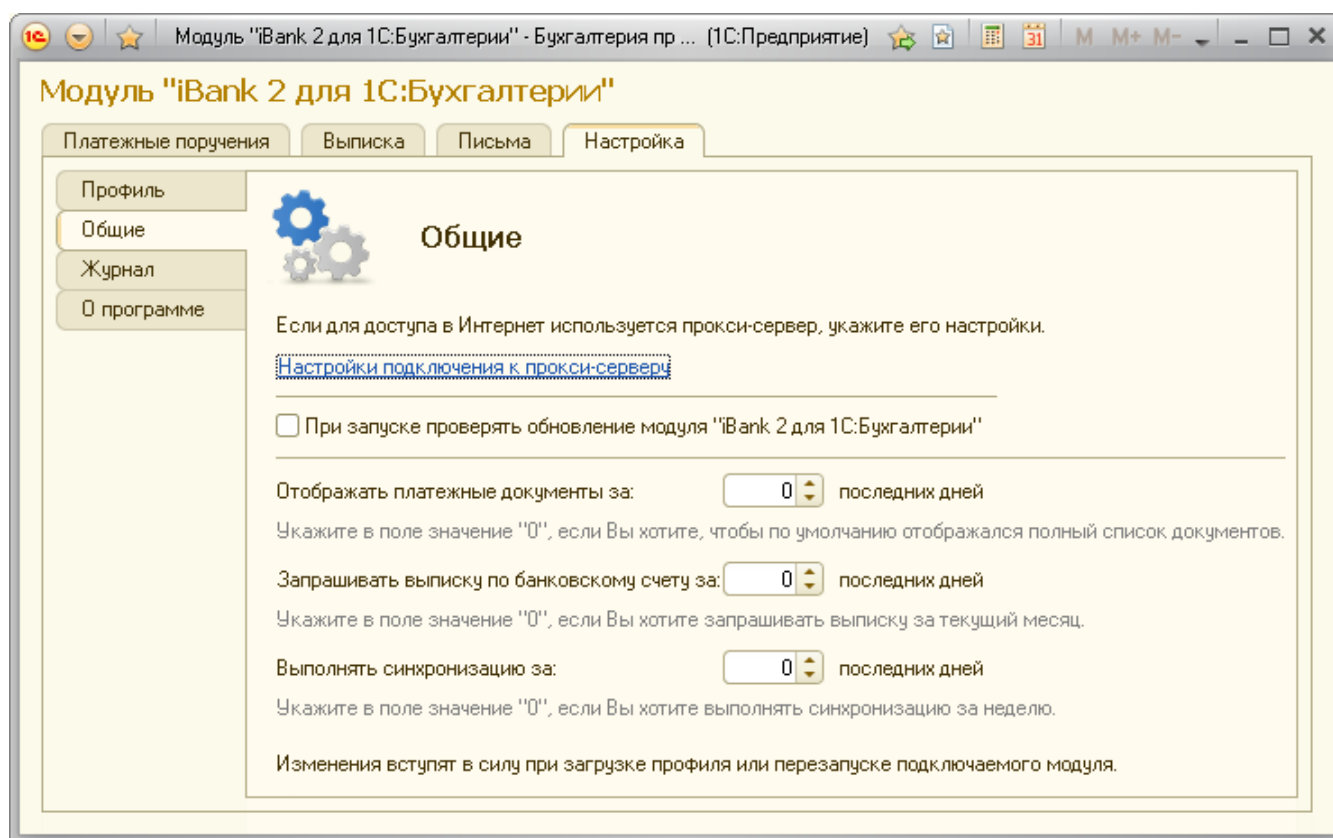 1С Модуль "iBank 2 для 1С:Бухгалтерии" - Бухгалтерия пр ... (1С:Предприятие) 31 M M+ M-
Модуль "iBank 2 для 1С:Бухгалтерии"
Платежные поручения Выписка Письма Настройка
Профиль
Общие
Журнал
О программе
Общие
Если для доступа в Интернет используется прокси-сервер, укажите его настройки.
Настройки подключения к прокси-серверу
При запуске проверять обновление модуля "iBank 2 для 1С:Бухгалтерии"
Отображать платежные документы за: 0 последних дней
Укажите в поле значение "0", если Вы хотите, чтобы по умолчанию отображался полный список документов.
Запрашивать выписку по банковскому счету за: 0 последних дней
Укажите в поле значение "0", если Вы хотите запрашивать выписку за текущий месяц.
Выполнять синхронизацию за: 0 последних дней
Укажите в поле значение "0", если Вы хотите выполнять синхронизацию за неделю.
Изменения вступят в силу при загрузке профиля или перезапуске подключаемого модуля.